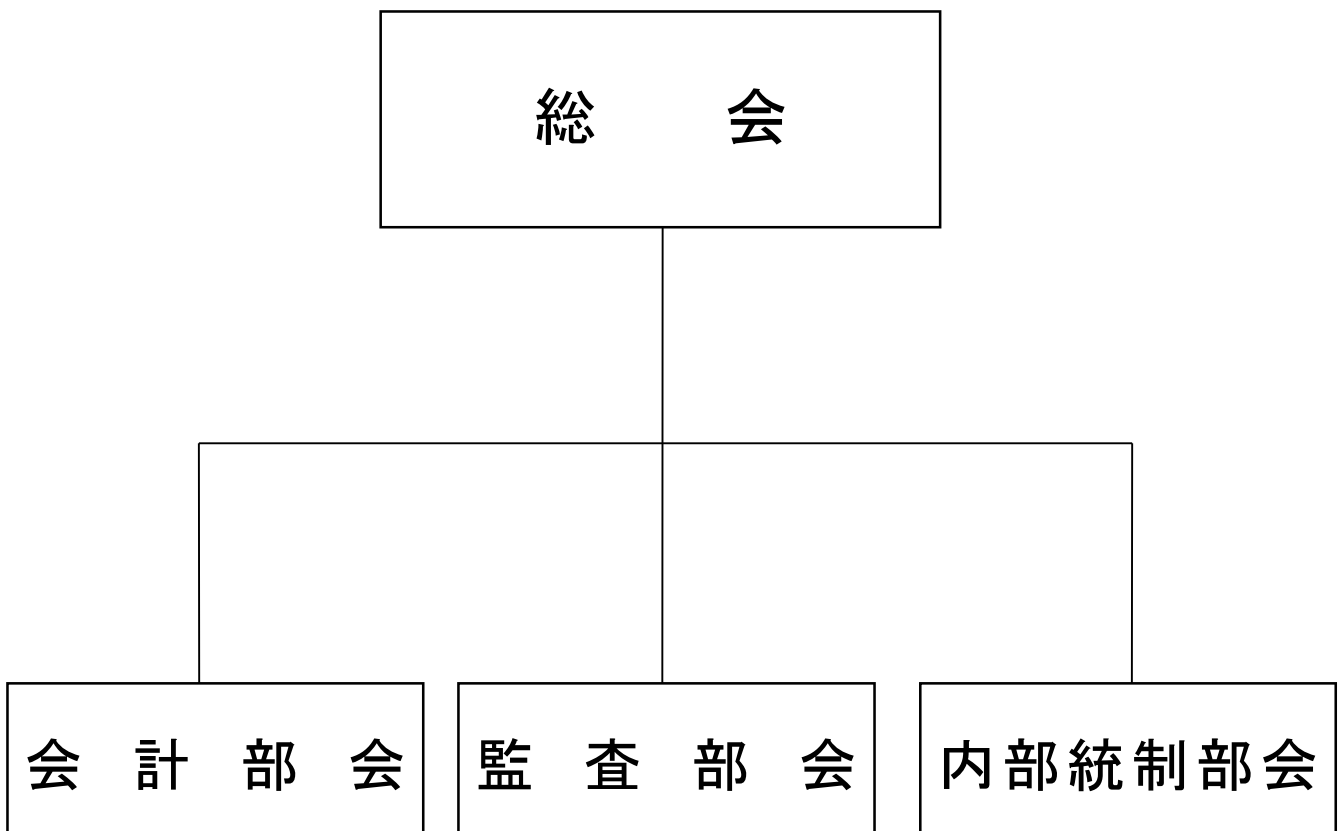 総　　会
会　計　部　会
監　査　部　会
内部統制部会